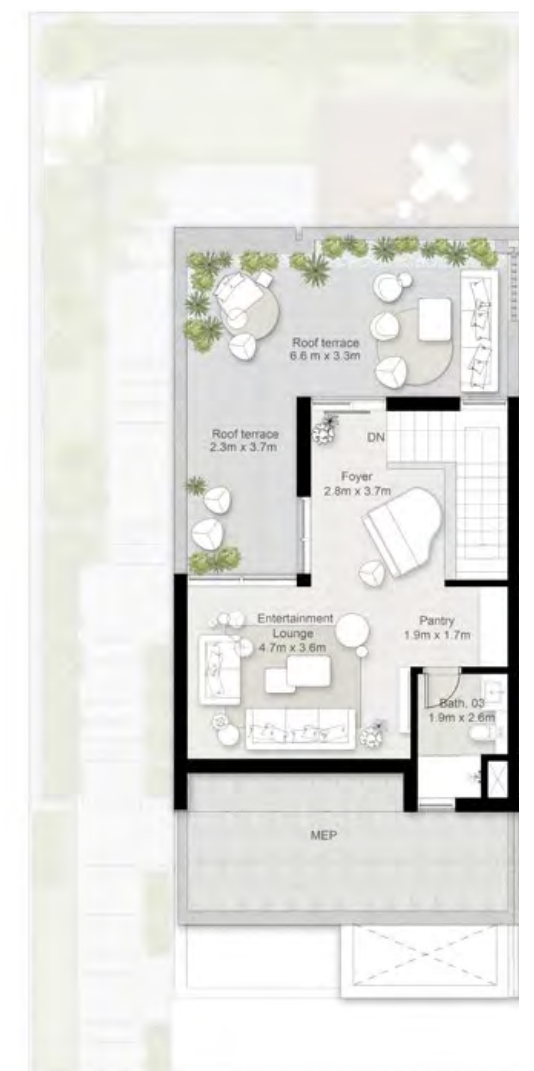 Roof terrace
6.6 m x 3.3m
Roof terrace
2.3m x 3.7m
DN
Foyer
2.8m x 3.7m
Entertainment
Lounge
4.7m x 3.6m
Pantry
1.9m x 1.7m
Bath. 03
1.9m x 2.6m
MEP